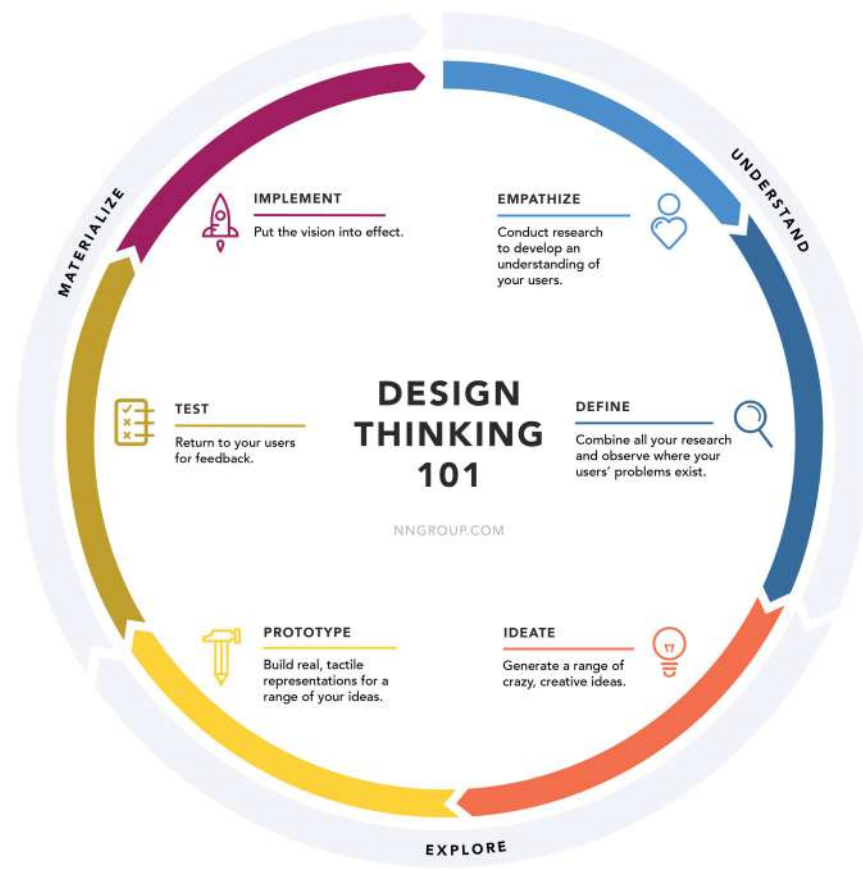 UNDERSTAND
EMPATHIZE
Conduct research
to develop an
understanding of
your users.
DEFINE
Combine all your research
and observe where your
users’ problems exist.
EXPLORE
IDEATE
Generate a range of
crazy, creative ideas.
PROTOTYPE
Build real, tactile
representations for a
range of your ideas.
MATERIALIZE
TEST
Return to your users
for feedback.
IMPLEMENT
Put the vision into effect.
DESIGN
THINKING
101
NNGROUP.COM